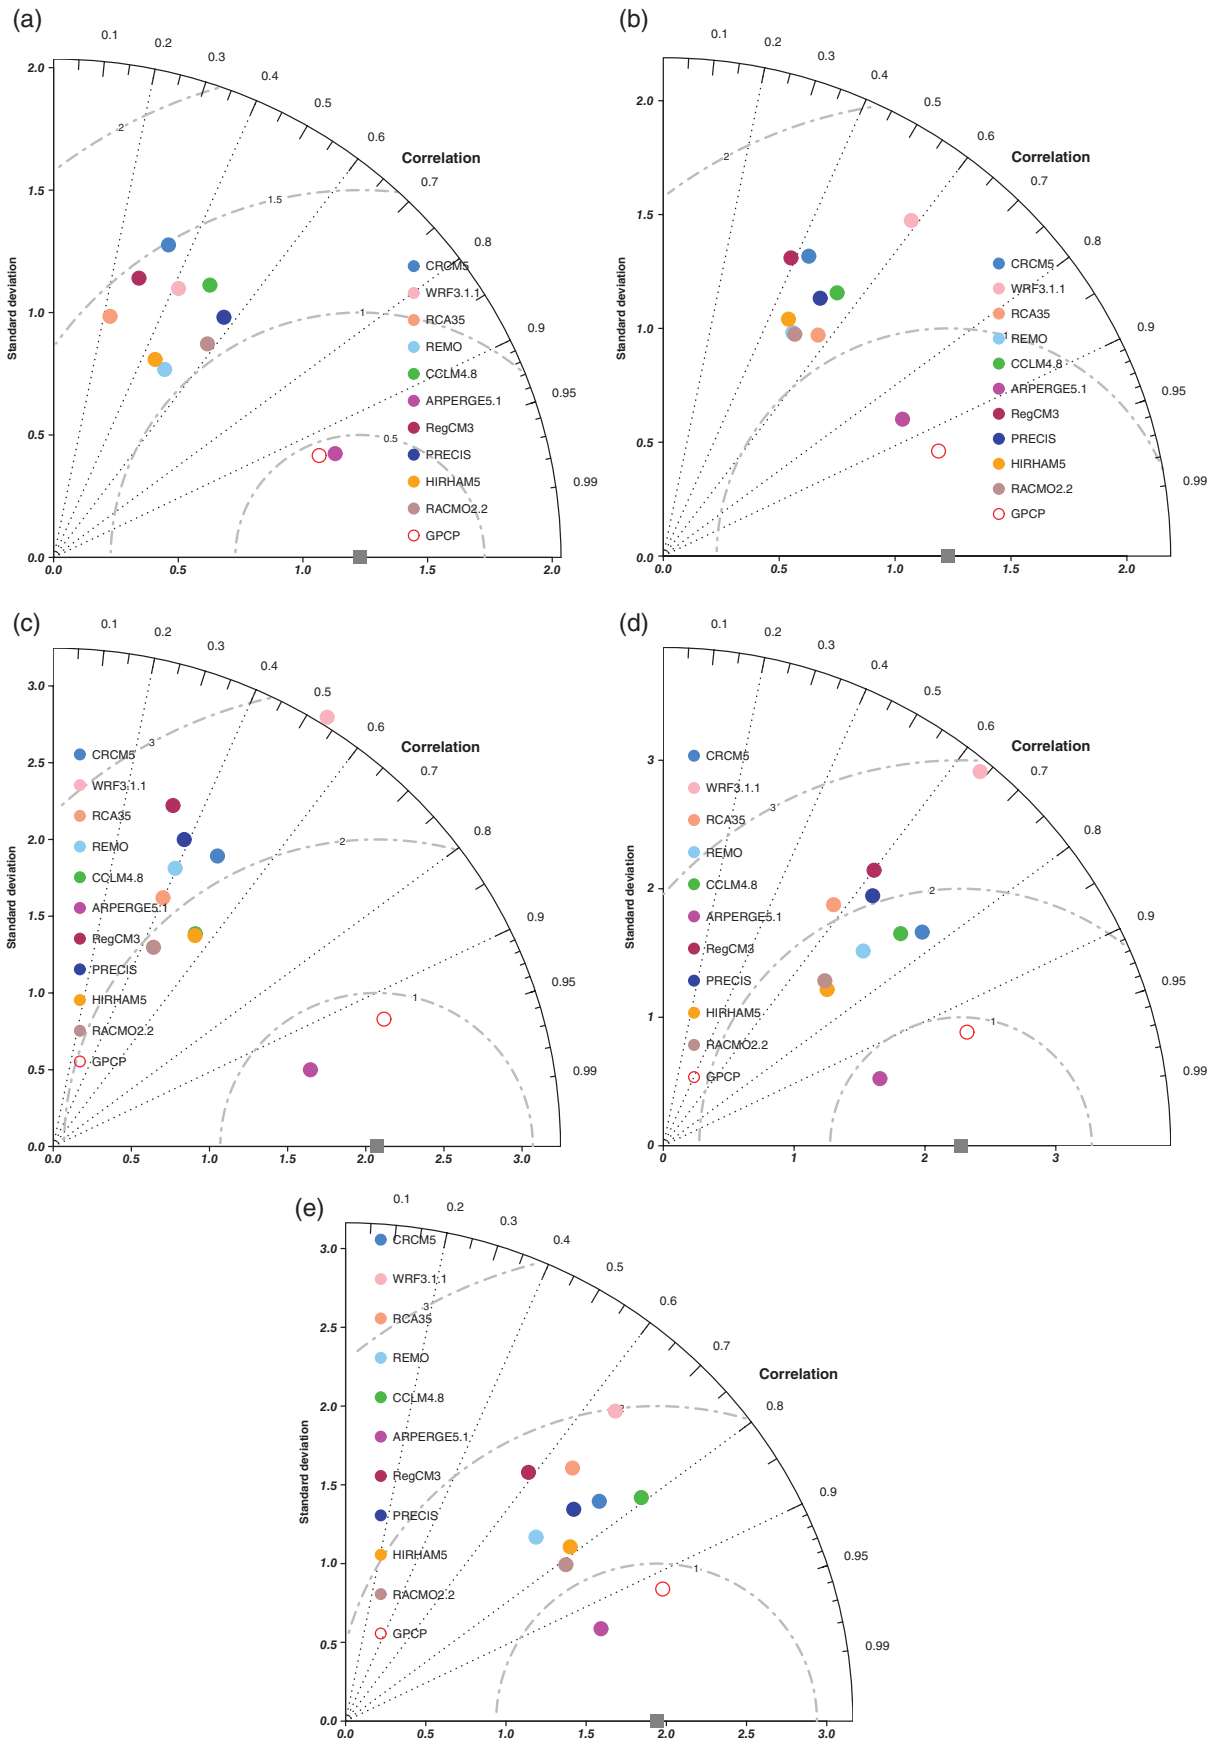 (a)
0.1
0.2
0.3
0.4
0.5
0.6
Correlation
0.7
0.8
0.9
0.95
0.99
2.0
1.5
1.0
0.5
0.0
Standard deviation
2
1.5
1
0.5
CRCM5
WRF3.1.1
RCA35
REMO
CCLM4.8
ARPERGE5.1
RegCM3
PRECIS
HIRHAM5
RACMO2.2
GPCP
0.0 0.5 1.0 1.5 2.0
(b)
0.1
0.2
0.3
0.4
0.5
0.6
Correlation
0.7
0.8
0.9
0.95
0.99
2.0
1.5
1.0
0.5
0.0
Standard deviation
2
1
CRCM5
WRF3.1.1
RCA35
REMO
CCLM4.8
ARPERGE5.1
RegCM3
PRECIS
HIRHAM5
RACMO2.2
GPCP
0.0 0.5 1.0 1.5 2.0
(c)
0.1
0.2
0.3
0.4
0.5
0.6
Correlation
0.7
0.8
0.9
0.95
0.99
3.0
2.5
2.0
1.5
1.0
0.5
0.0
Standard deviation
3
2
1
CRCM5
WRF3.1.1
RCA35
REMO
CCLM4.8
ARPERGE5.1
RegCM3
PRECIS
HIRHAM5
RACMO2.2
GPCP
0.0 0.5 1.0 1.5 2.0 2.5 3.0
(d)
0.1
0.2
0.3
0.4
0.5
0.6
Correlation
0.7
0.8
0.9
0.95
0.99
3
2
1
0
Standard deviation
3
2
1
CRCM5
WRF3.1.1
RCA35
REMO
CCLM4.8
ARPERGE5.1
RegCM3
PRECIS
HIRHAM5
RACMO2.2
GPCP
0 1 2 3
(e)
0.1
0.2
0.3
0.4
0.5
0.6
0.7
Correlation
0.8
0.9
0.95
0.99
3.0
2.5
2.0
1.5
1.0
0.5
0.0
Standard deviation
3
2
1
CRCM5
WRF3.1.1
RCA35
REMO
CCLM4.8
ARPERGE5.1
RegCM3
PRECIS
HIRHAM5
RACMO2.2
GPCP
0.0 0.5 1.0 1.5 2.0 2.5 3.0